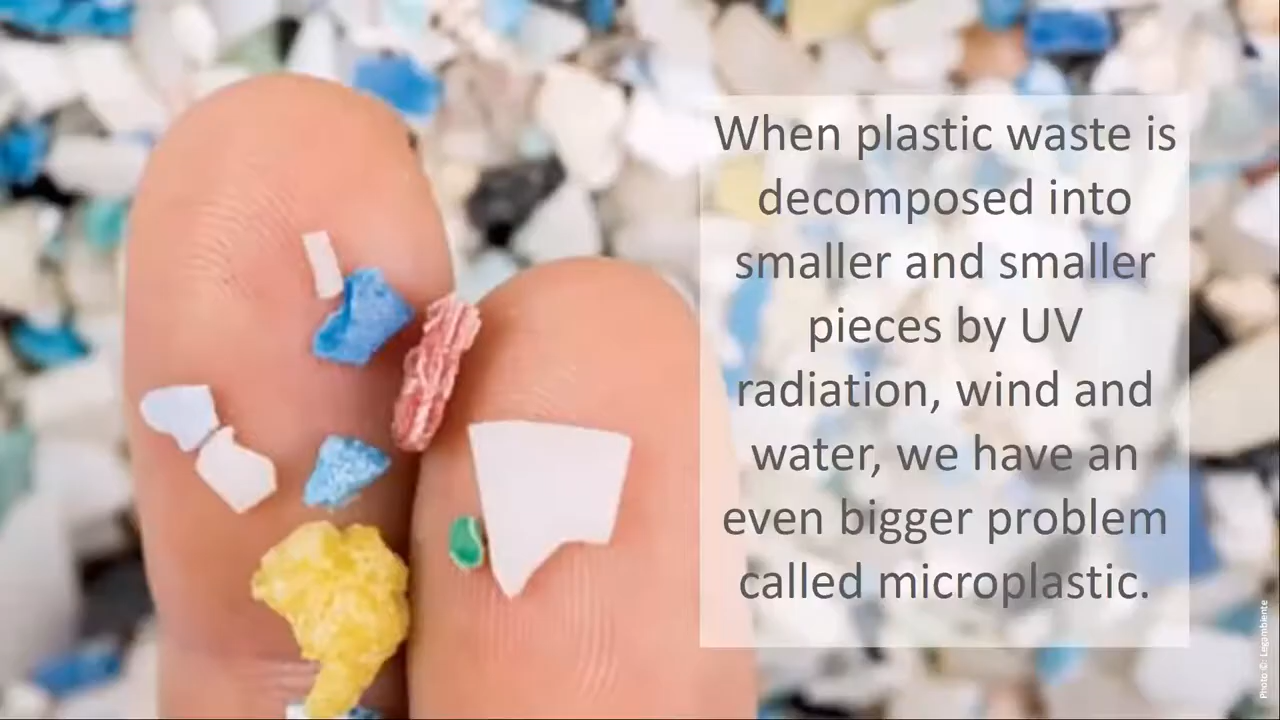 When plastic waste is
decomposed into
smaller and smaller
pieces by UV
radiation, wind and
water, we have an
even bigger problem
called microplastic.
Photo ©: Legambiente